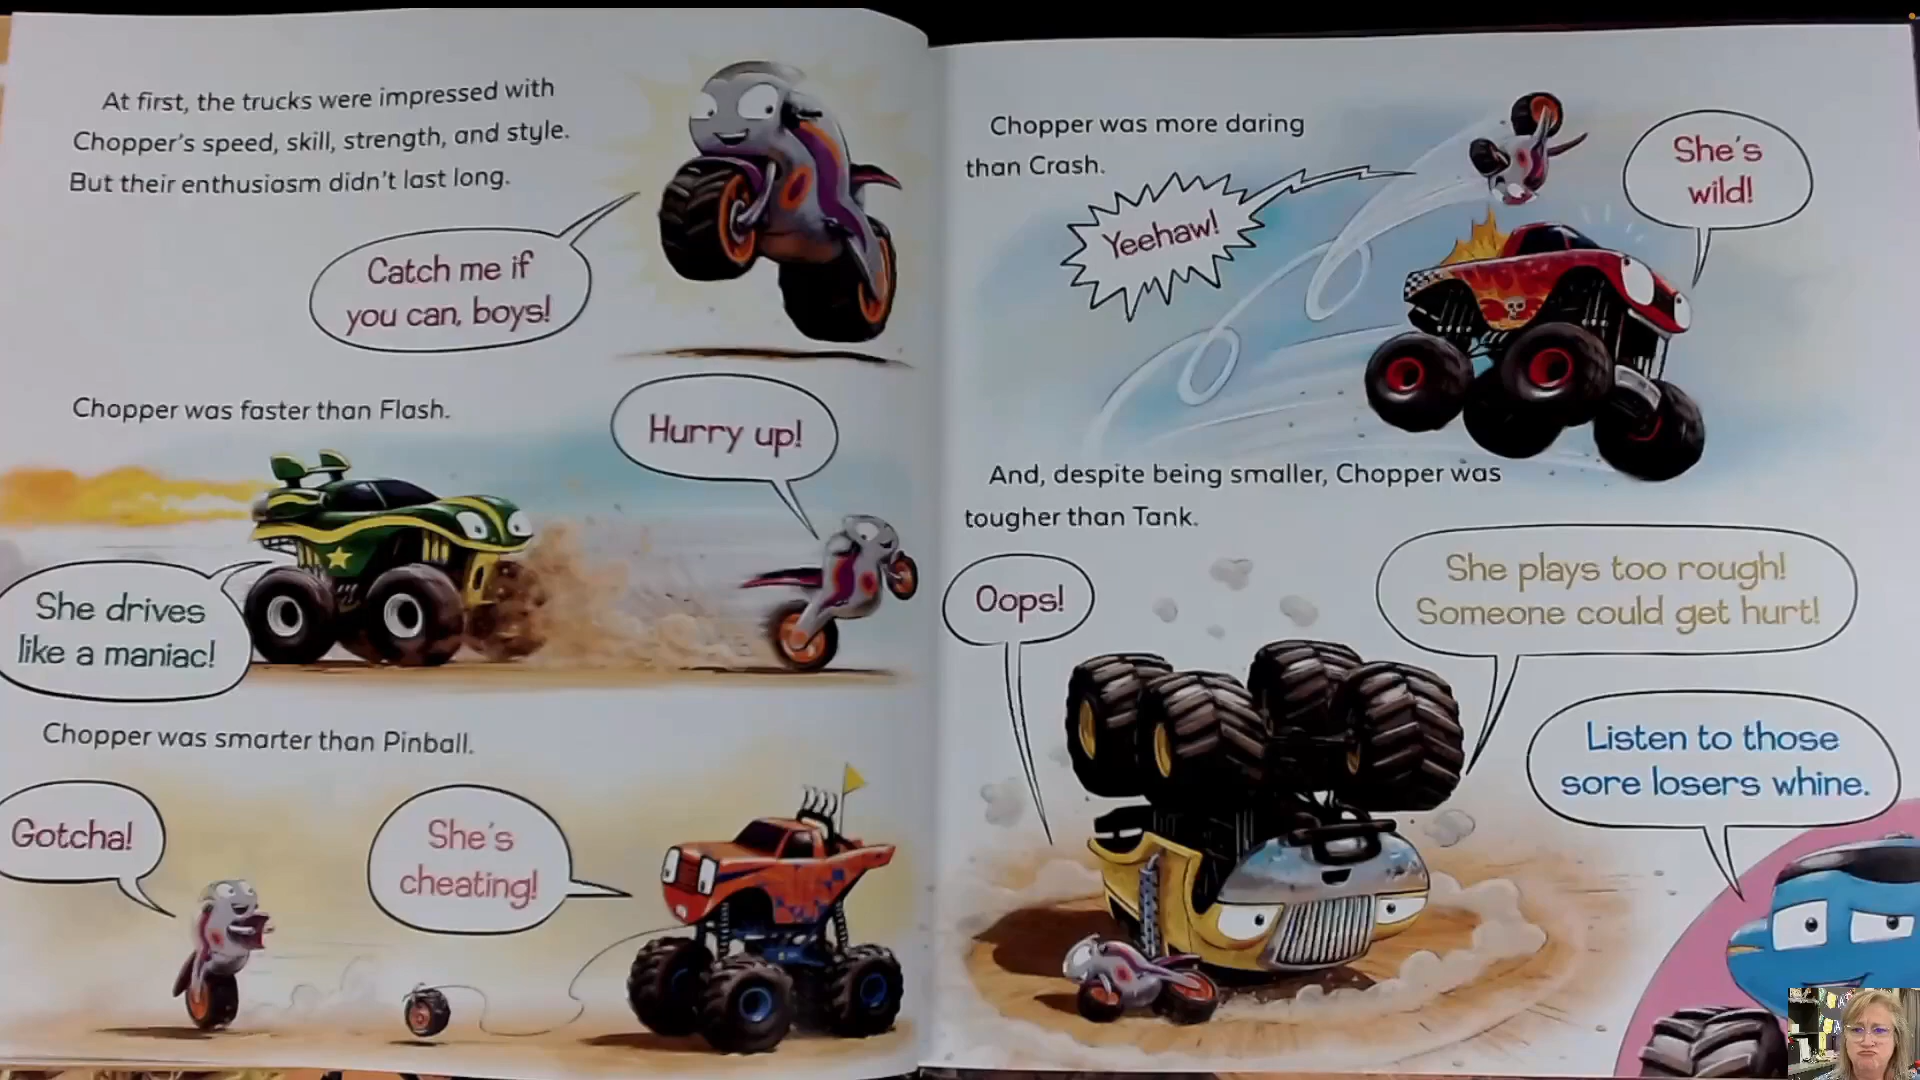 At first, the trucks were impressed with
Chopper's speed, skill, strength, and style.
But their enthusiasm didn't last long.
Catch me if
you can, boys!
Chopper was faster than Flash.
Hurry up!
She drives
like a maniac!
Chopper was smarter than Pinball.
Gotcha!
She's
cheating!
Chopper was more daring
than Crash.
Yeehaw!
She's
wild!
And, despite being smaller, Chopper was
tougher than Tank.
Oops!
She plays too rough!
Someone could get hurt!
Listen to those
sore losers whine.